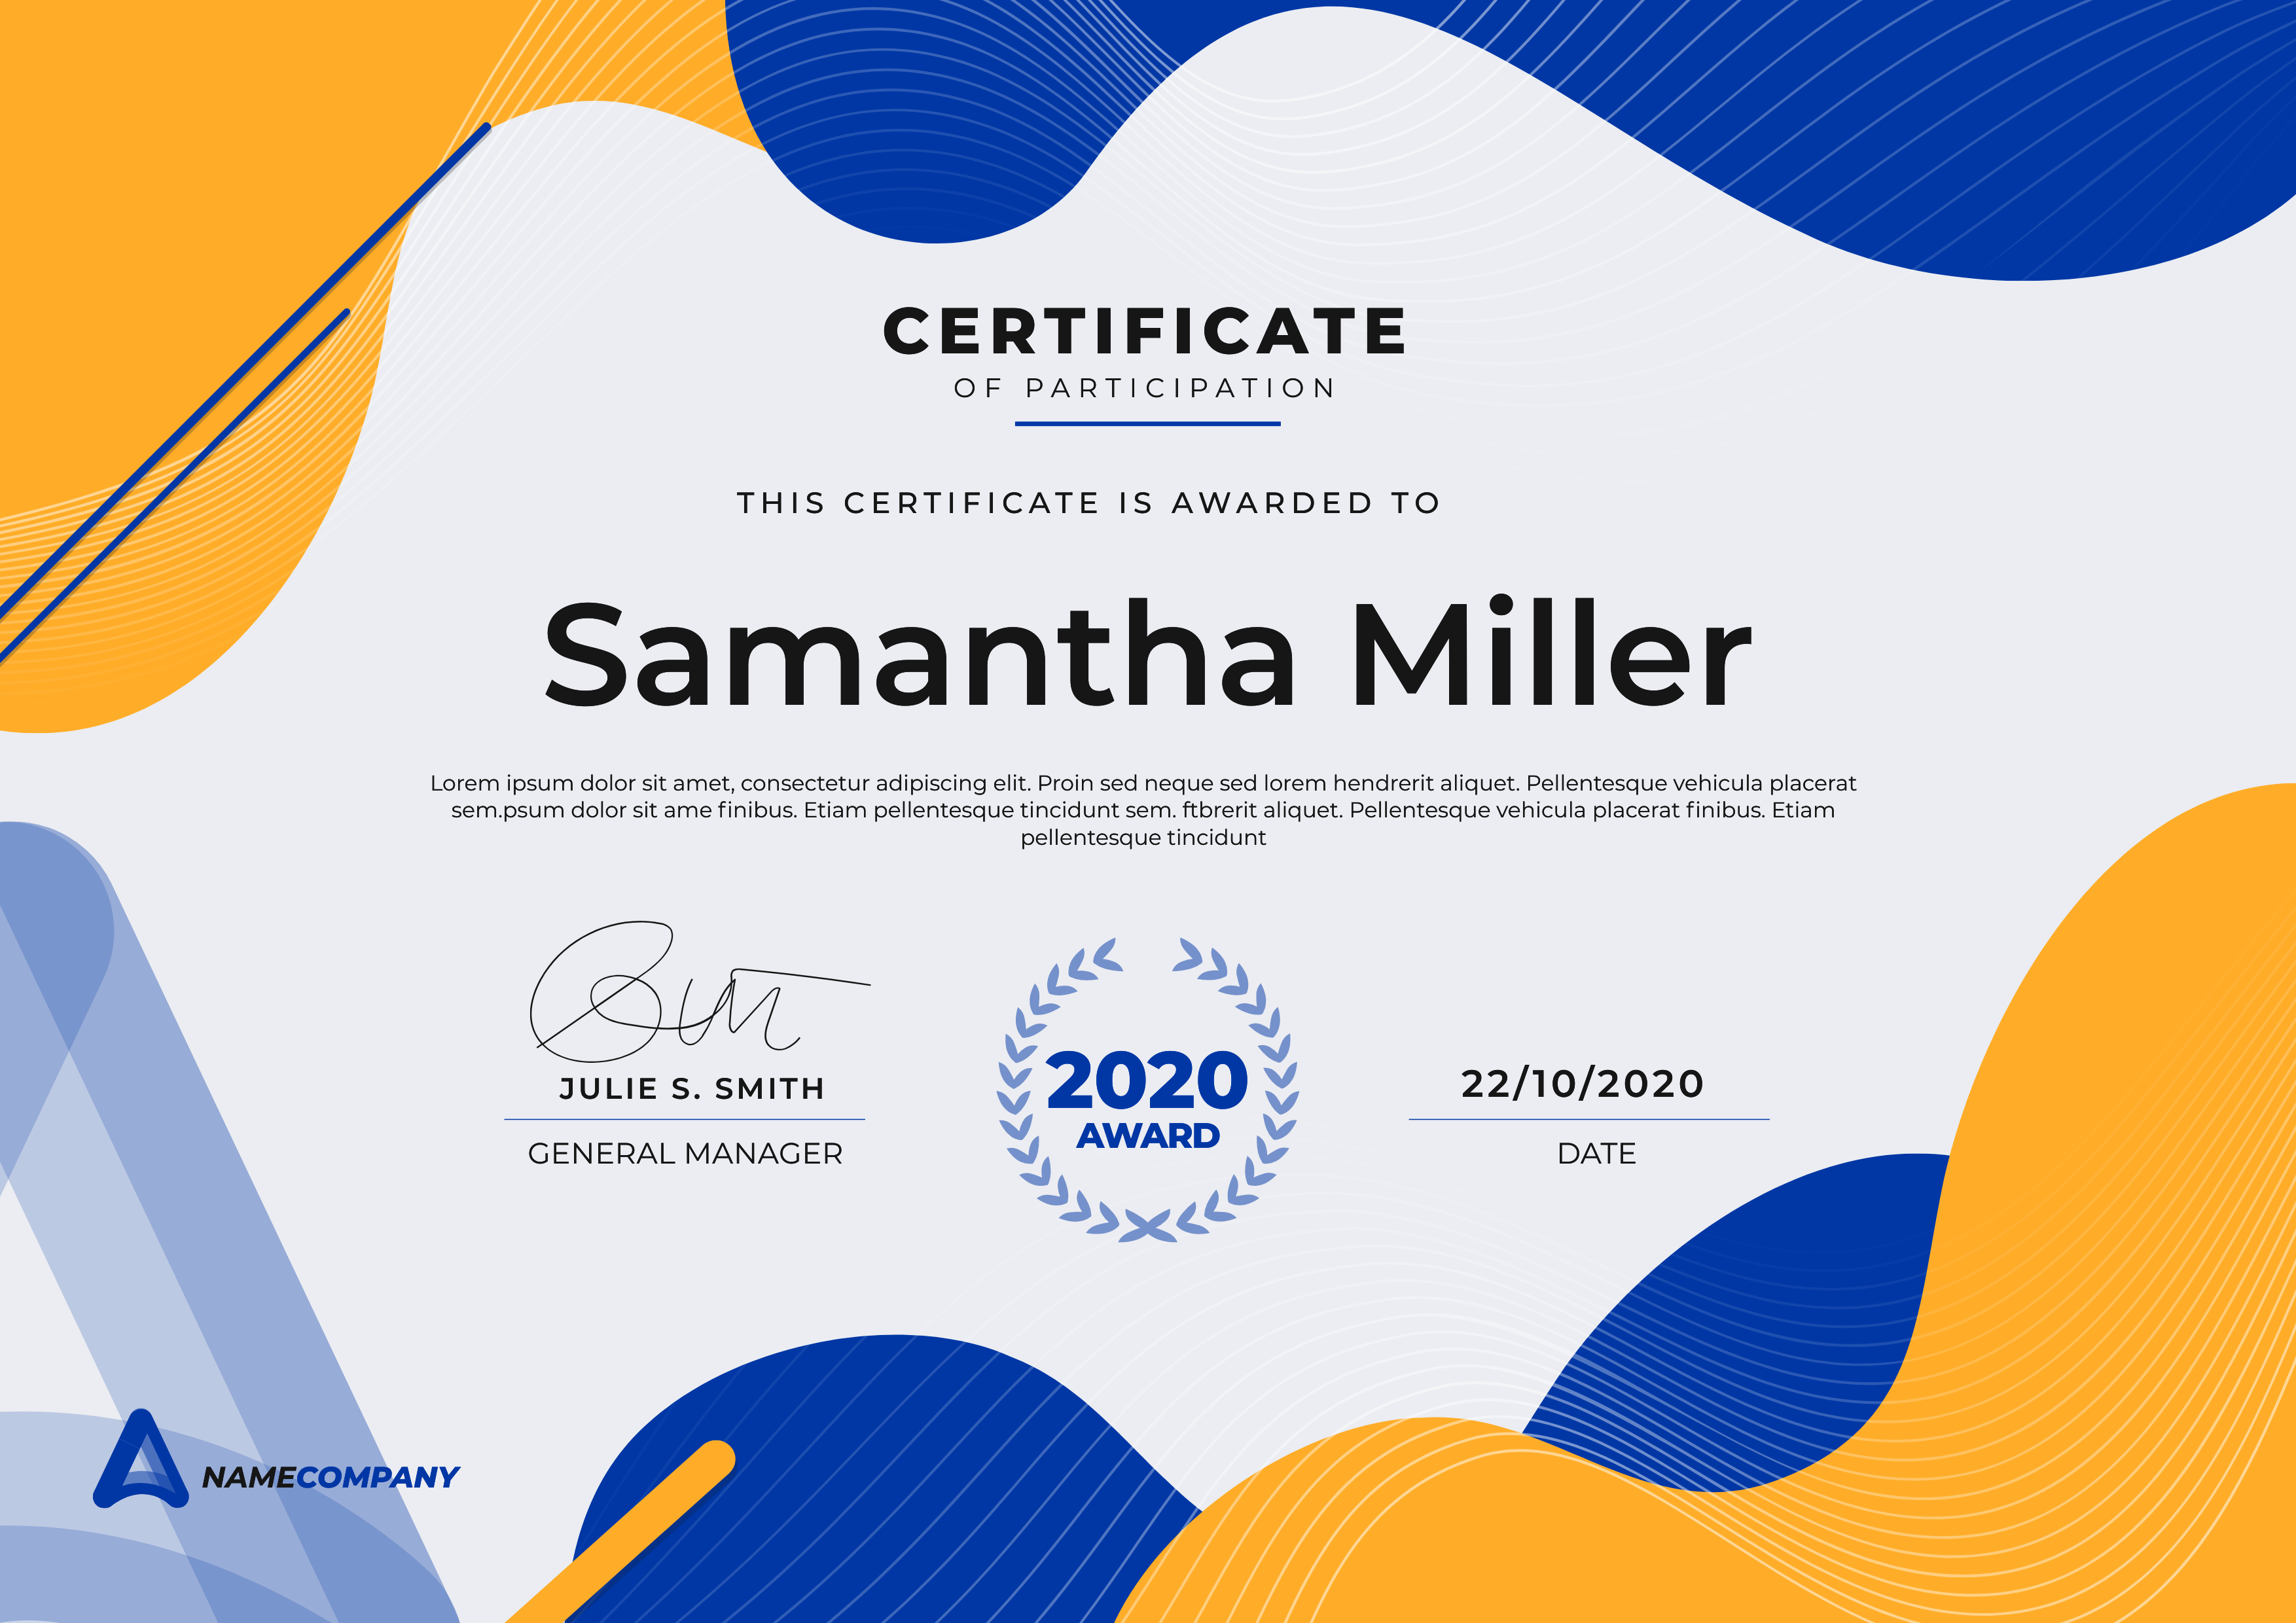 CERTIFICATE
OF PARTICIPATION
THIS CERTIFICATE IS AWARDED TO
Samantha Miller
Lorem ipsum dolor sit amet, consectetur adipiscing elit. Proin sed neque sed lorem hendrerit aliquet. Pellentesque vehicula placerat
sem.psum dolor sit ame finibus. Etiam pellentesque tincidunt sem. ftbrerit aliquet. Pellentesque vehicula placerat finibus. Etiam
pellentesque tincidunt
JULIE S. SMITH
GENERAL MANAGER
2020
AWARD
22/10/2020
DATE
NAMECOMPANY